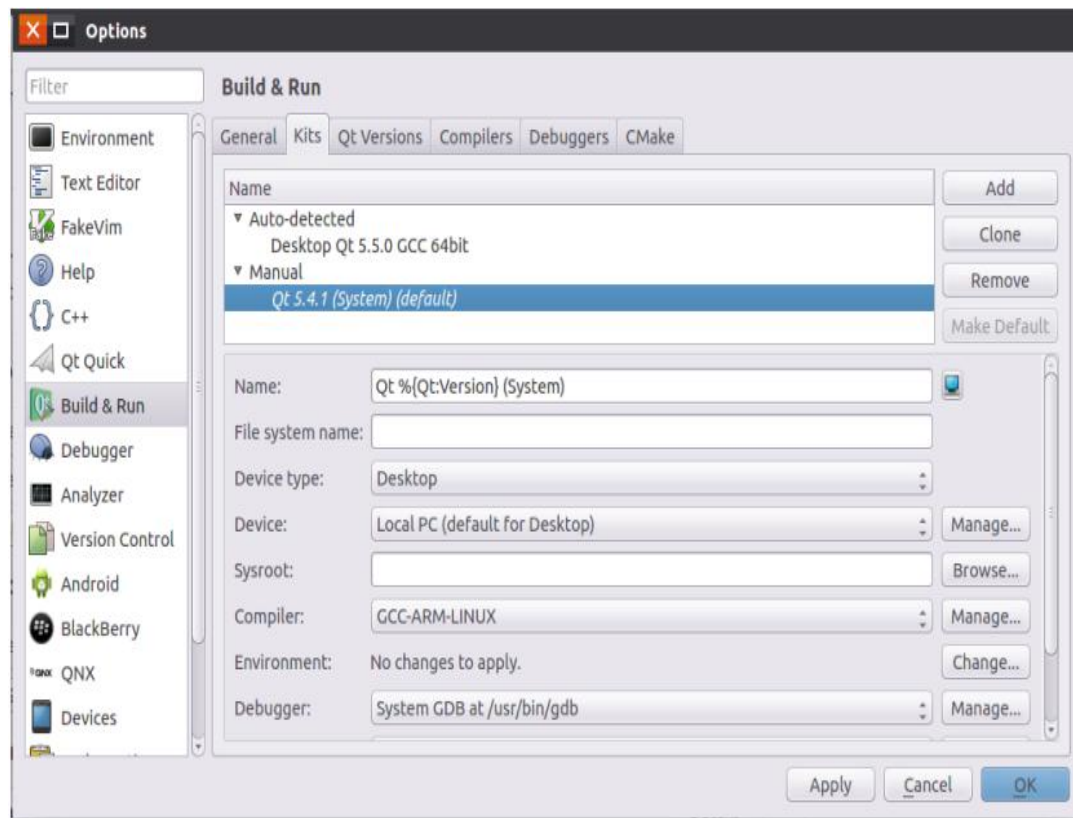 Options
Filter
Environment
Text Editor
FakeVim
Help
C++
Qt Quick
Build & Run
Debugger
Analyzer
Version Control
Android
BlackBerry
QNX
Devices
Build & Run
General Kits Qt Versions Compilers Debuggers CMake
Name
Auto-detected
Desktop Qt 5.5.0 GCC 64bit
Manual
Qt 5.4.1 (System) (default)
Add
Clone
Remove
Make Default
Name: Qt %{Qt:Version} (System)
File system name:
Device type: Desktop
Device: Local PC (default for Desktop) Manage...
Sysroot: Browse...
Compiler: GCC-ARM-LINUX Manage...
Environment: No changes to apply. Change...
Debugger: System GDB at /usr/bin/gdb Manage...
Apply Cancel OK